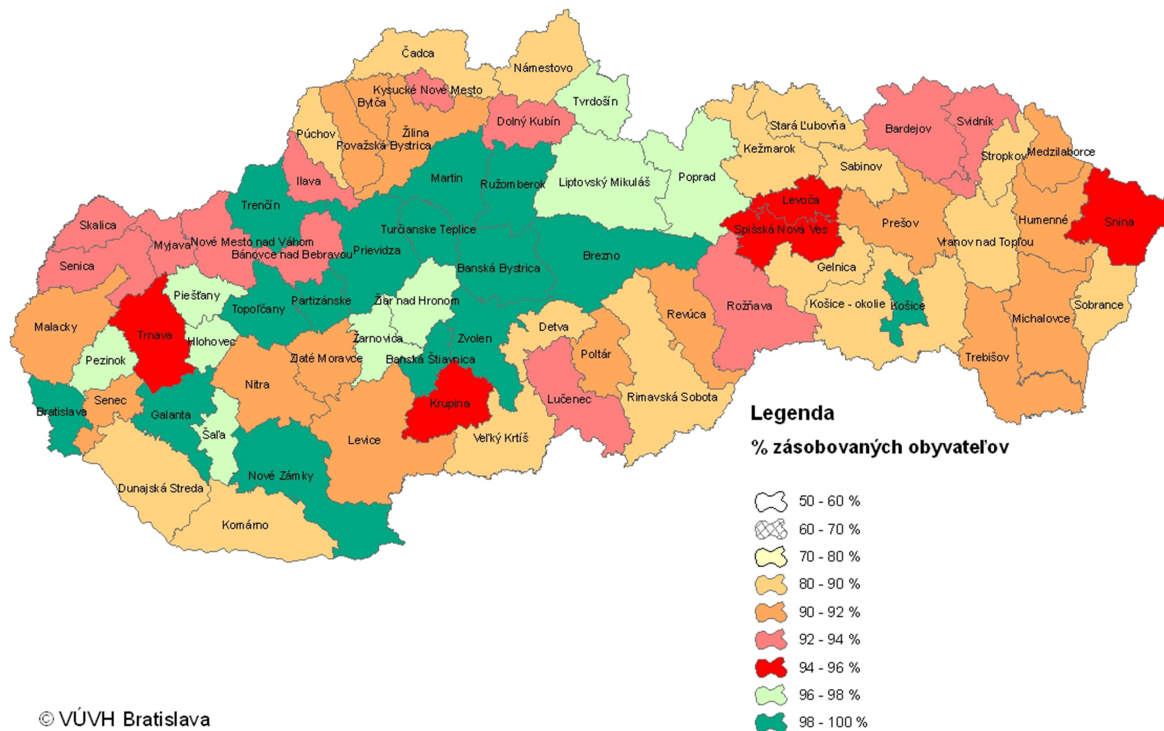 Čadca
Námestovo
Kysucké Nové Mesto
Bytča
Tvrdošín
Dolný Kubín
Púchov
Žilina
Považská Bystrica
Stará Ľubovňa
Bardejov
Svidník
Kežmarok
Stropkov
Medzilaborce
Sabinov
Ilava
Martin
Ružomberok
Liptovský Mikuláš
Poprad
Levoča
Trenčín
Snina
Skalica
Turčianske Teplice
Spišská Nová Ves
Prešov
Humenné
Myjava
Nové Mesto nad Váhom
Vranov nad Topľou
Bánovce nad Bebravou
Prievidza
Brezno
Senica
Banská Bystrica
Gelnica
Piešťany
Partizánske
Žiar nad Hronom
Rožňava
Košice - okolie
Košice
Sobrance
Topoľčany
Malacky
Trnava
Revúca
Michalovce
Detva
Hlohovec
Žarnovica
Zvolen
Pezinok
Zlaté Moravce
Banská Štiavnica
Poltár
Trebišov
Nitra
Senec
Rimavská Sobota
Lučenec
Krupina
Bratislava
Galanta
Šaľa
Levice
Veľký Krtíš
Nové Zámky
Dunajská Streda
Komárno
Legenda
% zásobovaných obyvateľov
50 - 60 %
60 - 70 %
70 - 80 %
80 - 90 %
90 - 92 %
92 - 94 %
94 - 96 %
96 - 98 %
98 - 100 %
© VÚVH Bratislava